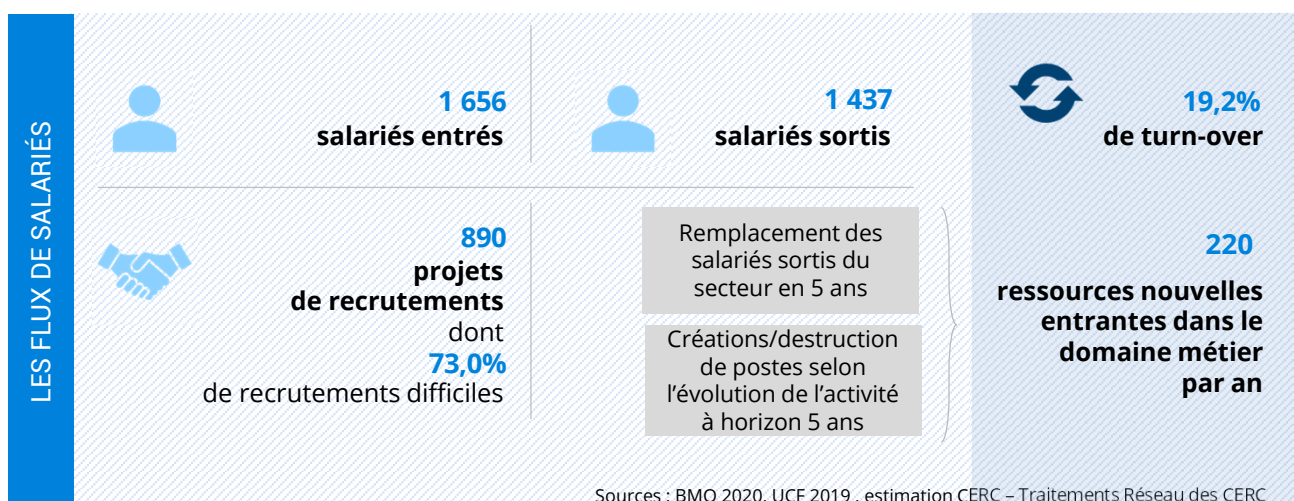 LES FLUX DE SALARIÉS
1 656
salariés entrés
1 437
salariés sortis
19,2%
de turn-over
890
projets
de recrutements
dont
73,0%
de recrutements difficiles
Remplacement des
salariés sortis du
secteur en 5 ans
Créations/destruction
de postes selon
l’évolution de l’activité
à horizon 5 ans
220
ressources nouvelles
entrantes dans le
domaine métier
par an
Sources : BMO 2020, UCF 2019 , estimation CERC – Traitements Réseau des CERC